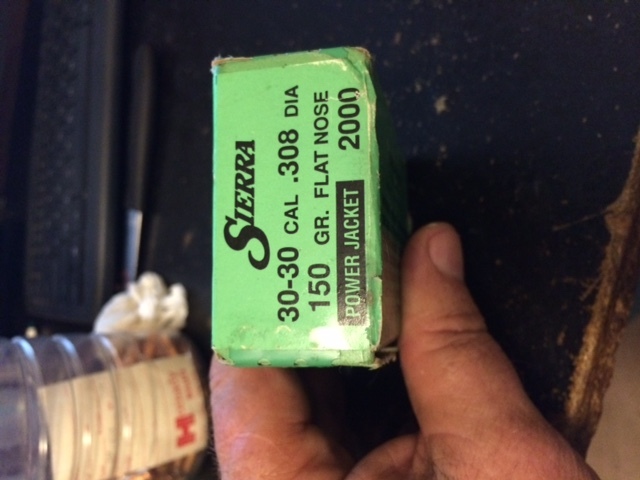 SIERRA
30-30 CAL .308 DIA
150 GR. FLAT NOSE
POWER JACKET 2000
H